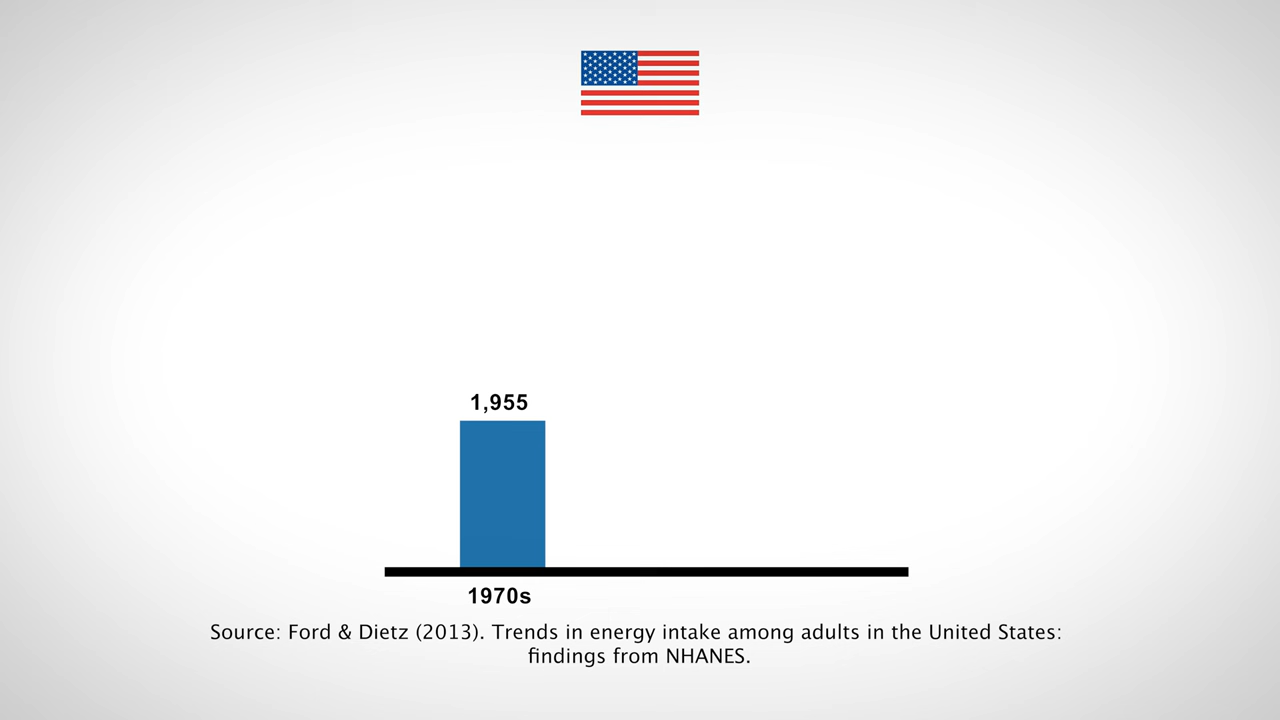 1,955
1970s
Source: Ford & Dietz (2013). Trends in energy intake among adults in the United States:
findings from NHANES.